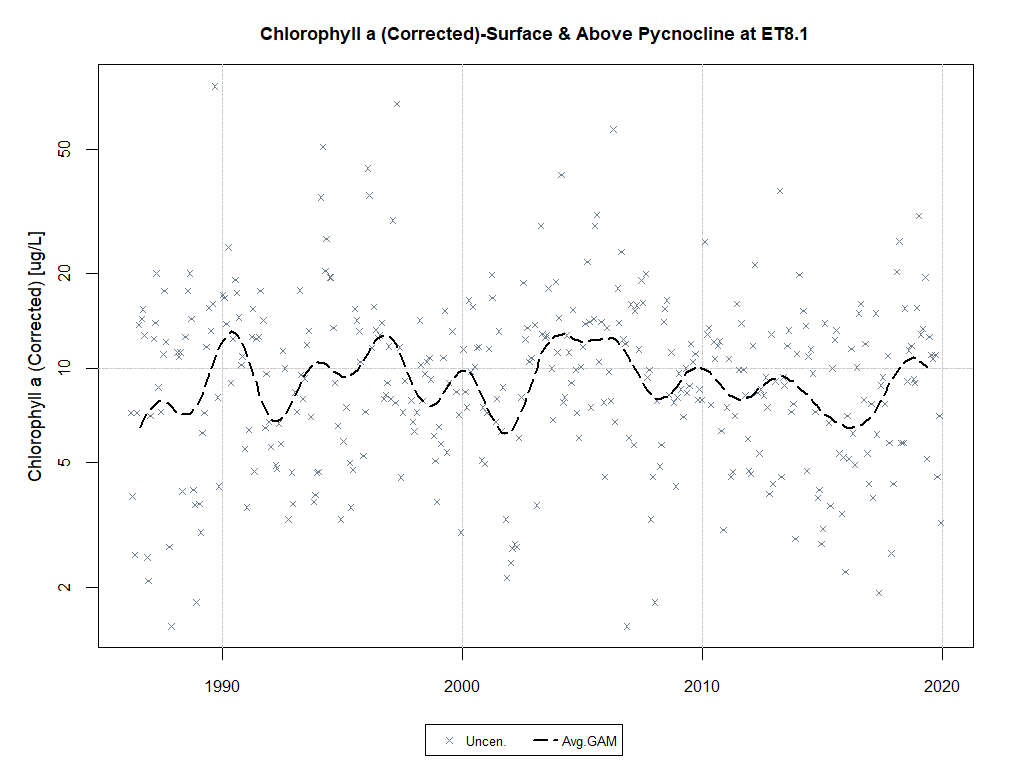 Chlorophyll a (Corrected)-Surface & Above Pycnocline at ET8.1
Chlorophyll a (Corrected) [ug/L]
50
20
10
5
2
1990 2000 2010 2020
Uncen. Avg.GAM